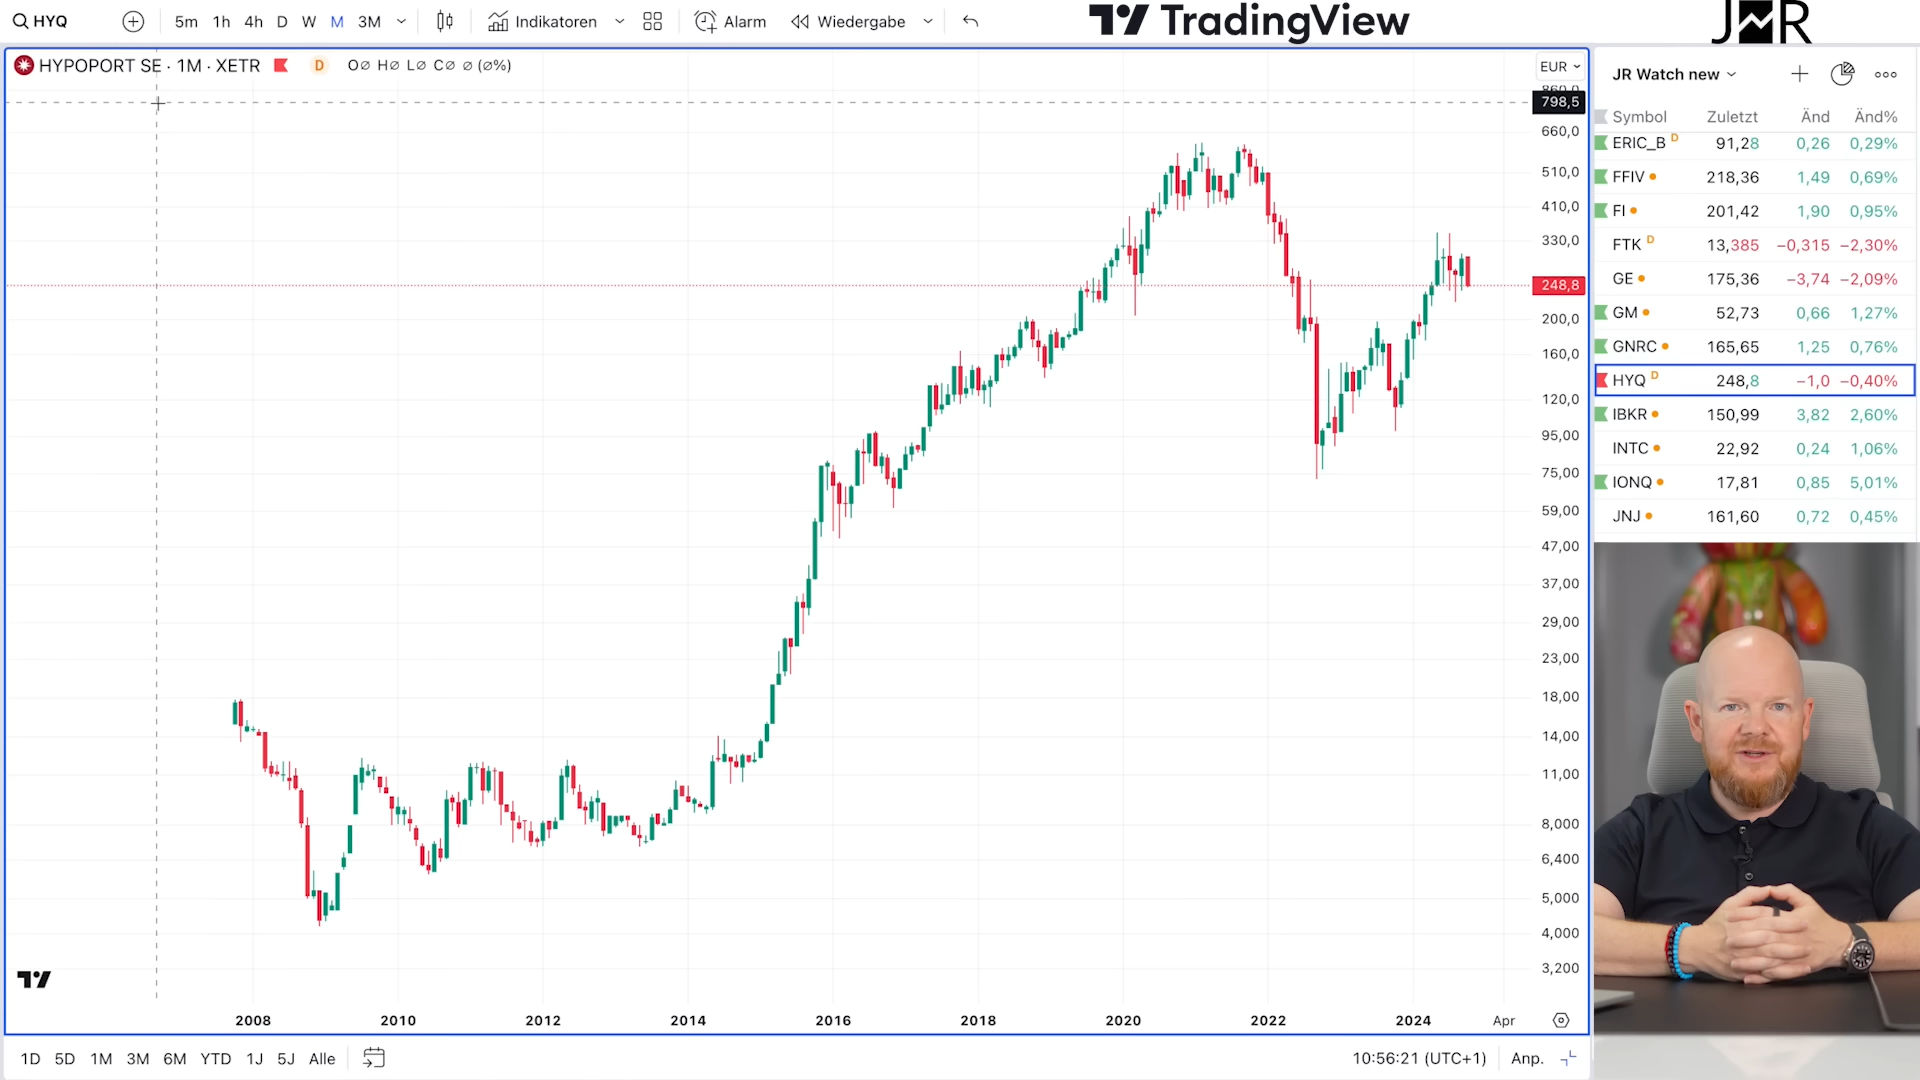 HYQ
5m 1h 4h D W M 3M
Indikatoren
Alarm
Wiedergabe
TradingView
JMR
HYPOPORT SE · 1M · XETR D O∅ H∅ L∅ C∅ ∅ (∅%)
EUR
860,0
798,5
660,0
510,0
410,0
330,0
248,8
200,0
160,0
120,0
95,00
75,00
59,00
47,00
37,00
29,00
23,00
18,00
14,00
11,00
8,000
6,400
5,000
4,000
3,200
2008 2010 2012 2014 2016 2018 2020 2022 2024 Apr
1D 5D 1M 3M 6M YTD 1J 5J Alle
10:56:21 (UTC+1) Anp.
JR Watch new
Symbol Zuletzt Änd Änd%
ERIC_B D 91,28 0,26 0,29%
FFIV 218,36 1,49 0,69%
FI 201,42 1,90 0,95%
FTK D 13,385 −0,315 −2,30%
GE 175,36 −3,74 −2,09%
GM 52,73 0,66 1,27%
GNRC 165,65 1,25 0,76%
HYQ D 248,8 −1,0 −0,40%
IBKR 150,99 3,82 2,60%
INTC 22,92 0,24 1,06%
IONQ 17,81 0,85 5,01%
JNJ 161,60 0,72 0,45%